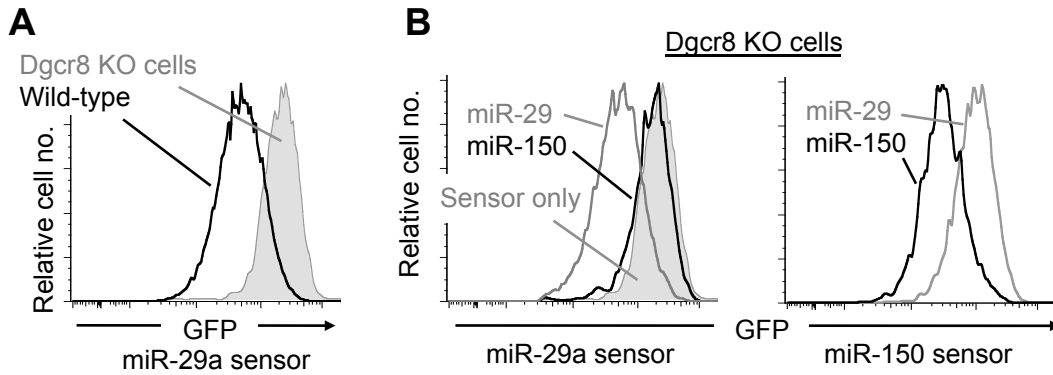 A
Dgcr8 KO cells
Wild-type
Relative cell no.
GFP
miR-29a sensor
B
Dgcr8 KO cells
miR-29
miR-150
Sensor only
Relative cell no.
miR-29
miR-150
GFP
miR-29a sensor
miR-150 sensor